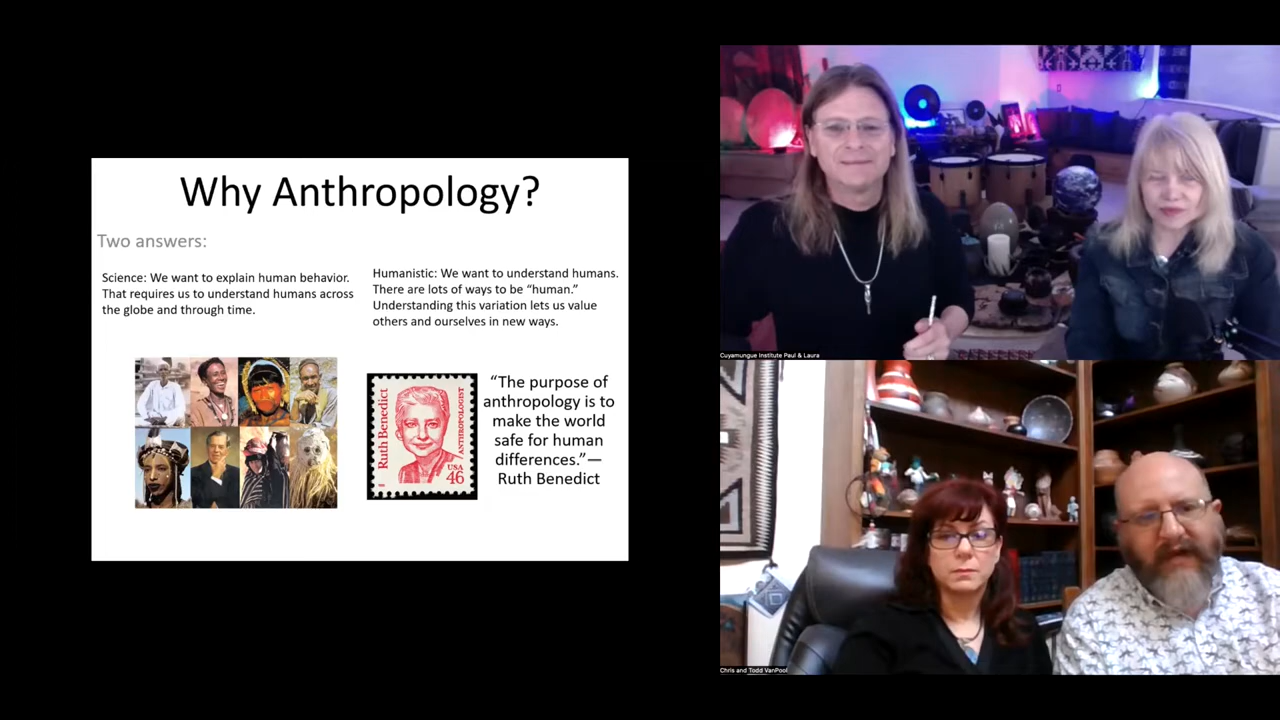 Why Anthropology?
Two answers:
Science: We want to explain human behavior.
That requires us to understand humans across
the globe and through time.
Humanistic: We want to understand humans.
There are lots of ways to be “human.”
Understanding this variation lets us value
others and ourselves in new ways.
Ruth Benedict
ANTHROPOLOGIST
USA
46
“The purpose of
anthropology is to
make the world
safe for human
differences.”—
Ruth Benedict
Cuyamungue Institute Paul & Laura
Chris and Todd VanPool